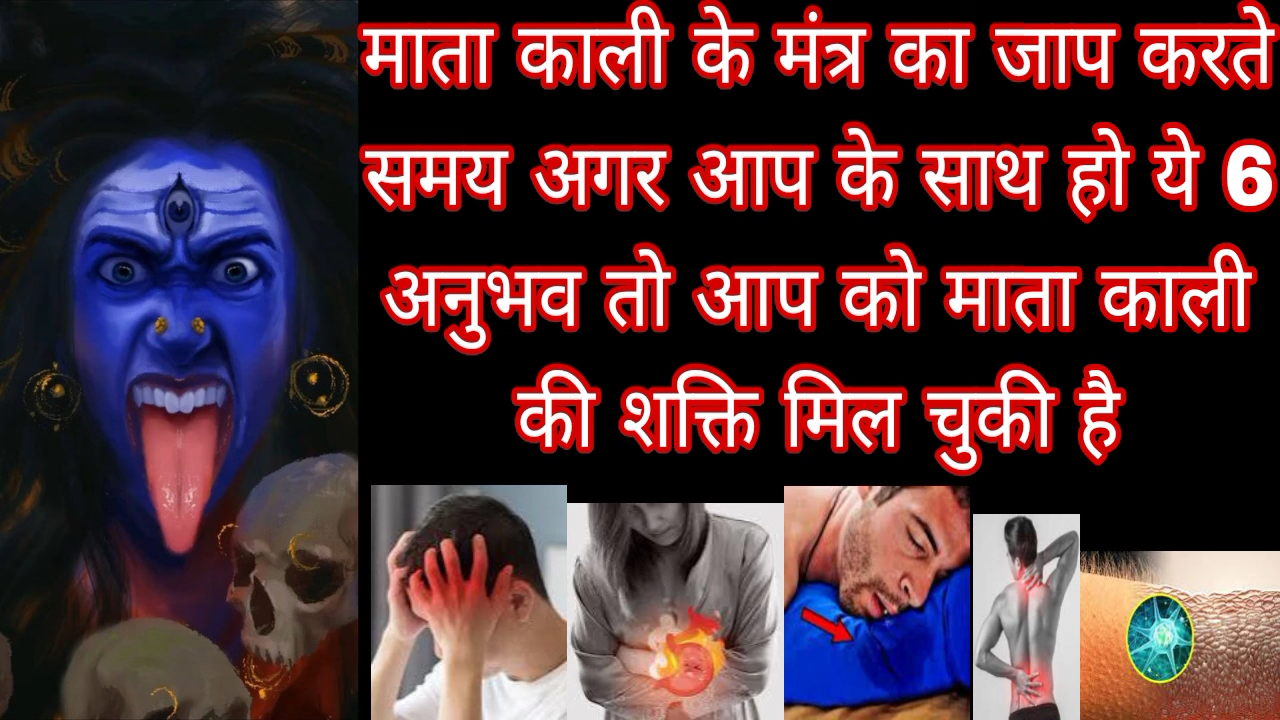 माता काली के मंत्र का जाप करते
समय अगर आप के साथ हो ये 6
अनुभव तो आप को माता काली
की शक्ति मिल चुकी है